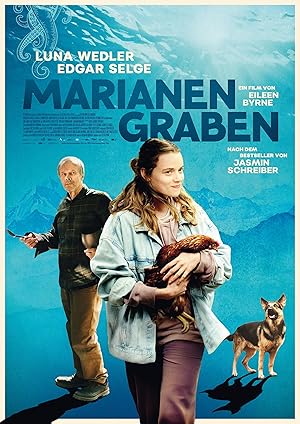 LUNA WEDLER
EDGAR SELGE
MARIANEN
GRABEN
EIN FILM VON
EILEEN
BYRNE
NACH DEM
BESTSELLER VON
JASMIN
SCHREIBER